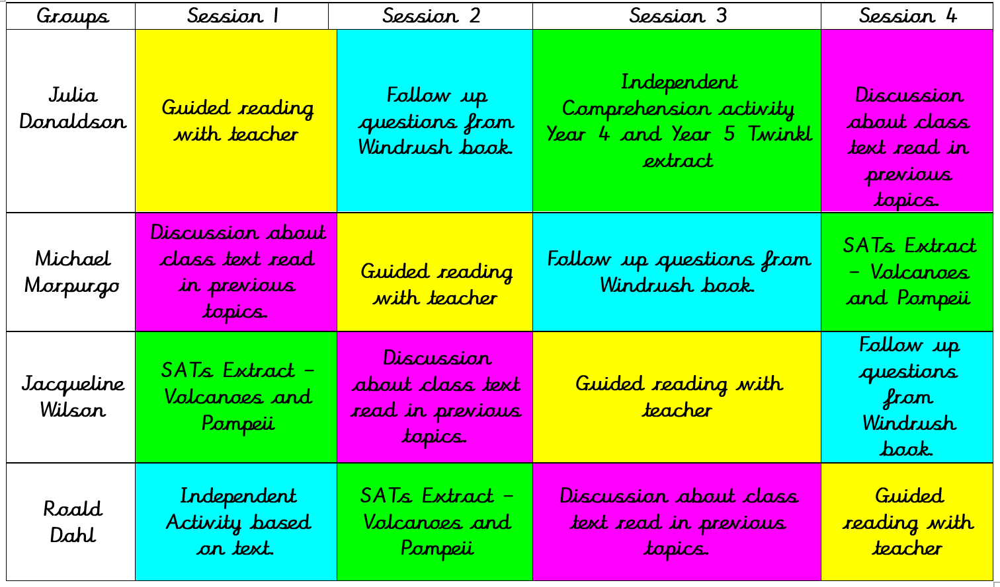 Groups
Session 1
Session 2
Session 3
Session 4
Julia
Donaldson
Guided reading
with teacher
Follow up
questions from
Windrush book.
Independent
Comprehension activity
Year 4 and Year 5 Twinkl
extract
Discussion
about class
text read in
previous
topics.
Michael
Morpurgo
Discussion about
class text read
in previous
topics.
Guided reading
with teacher
Follow up questions from
Windrush book.
SATs Extract
– Volcanoes
and Pompeii
Jacqueline
Wilson
SATs Extract –
Volcanoes and
Pompeii
Discussion
about class text
read in previous
topics.
Guided reading with
teacher
Follow up
questions
from
Windrush
book.
Roald
Dahl
Independent
Activity based
on text.
SATs Extract –
Volcanoes and
Pompeii
Discussion about class
text read in previous
topics.
Guided
reading with
teacher